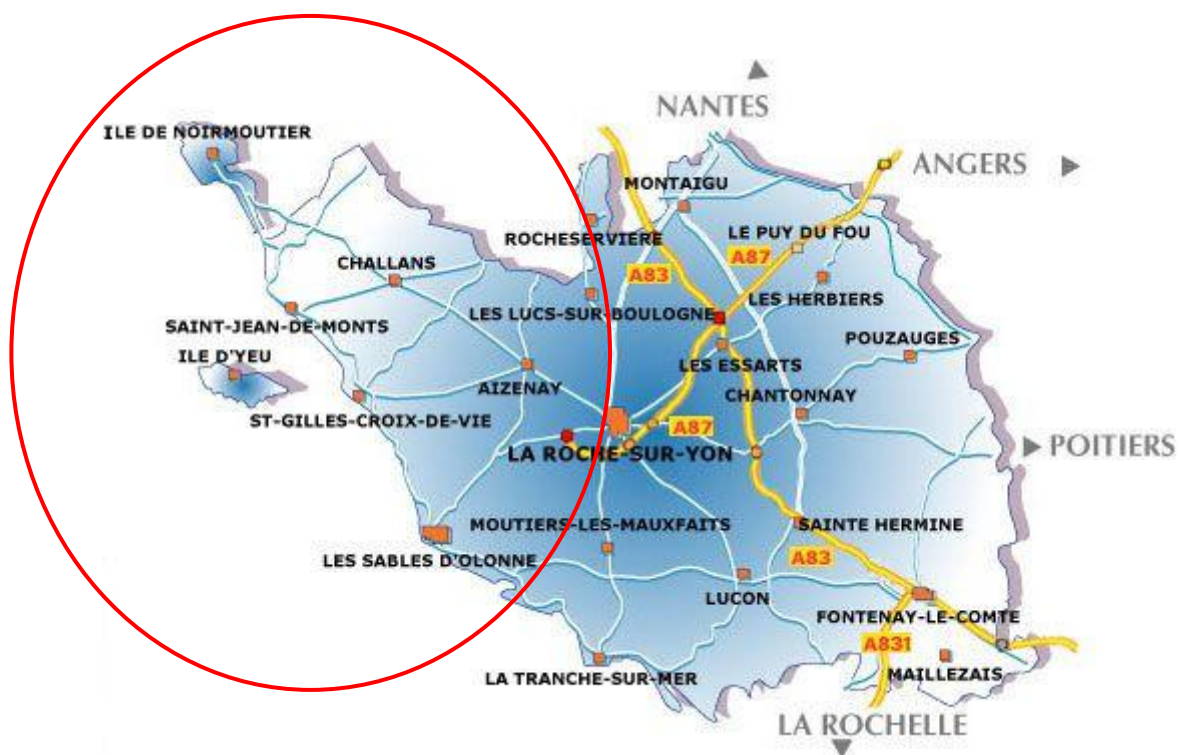 NANTES
ILE DE NOIRMOUTIER
ANGERS
MONTAIGU
LE PUY DU FOU
ROCHESERVIERE
A87
CHALLANS
A83
LES HERBIERS
LES LUCS-SUR-BOULOGNE
SAINT-JEAN-DE-MONTS
POUZAUGES
ILE D'YEU
LES ESSARTS
AIZENAY
CHANTONNAY
ST-GILLES-CROIX-DE-VIE
A87
POITIERS
LA ROCHE-SUR-YON
MOUTIERS-LES-MAUXFAITS
SAINTE HERMINE
LES SABLES D'OLONNE
A83
LUCON
FONTENAY-LE-COMTE
A831
MAILLEZAIS
LA TRANCHE-SUR-MER
LA ROCHELLE